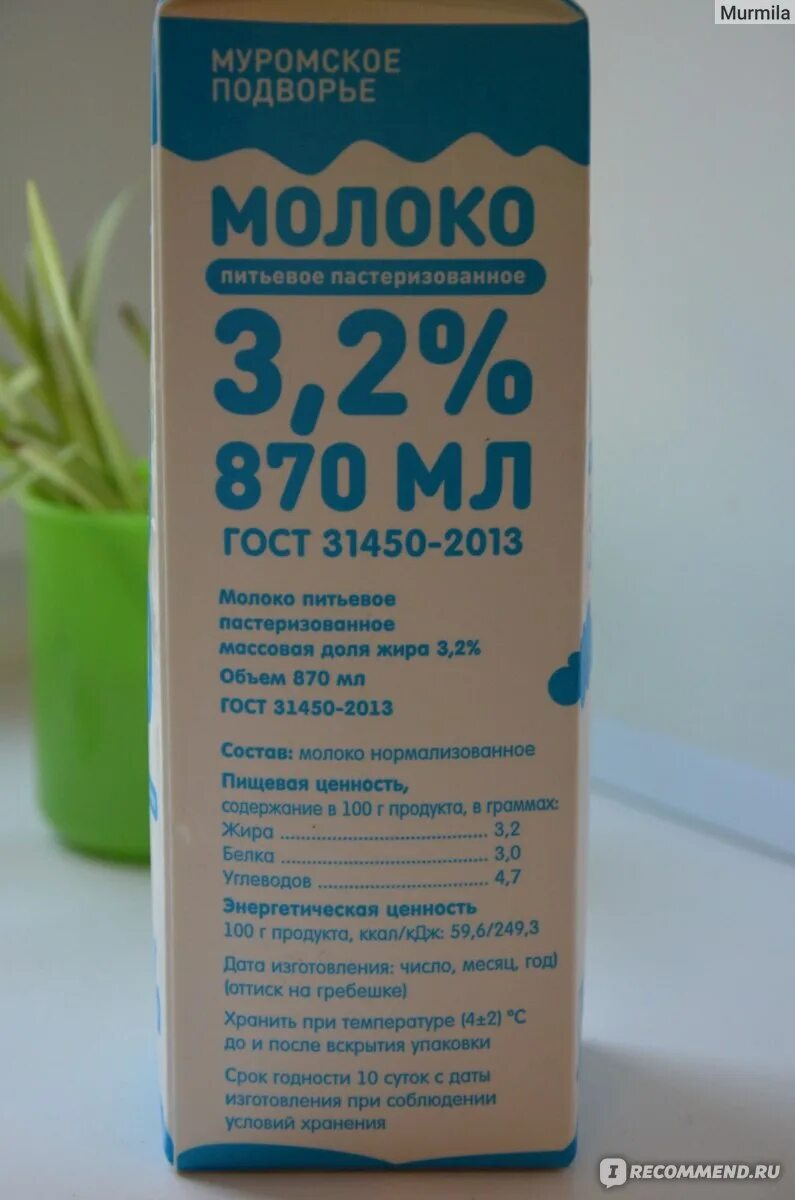 Murmila
МУРОМСКОЕ
ПОДВОРЬЕ
МОЛОКО
питьевое пастеризованное
3,2%
870 МЛ
ГОСТ 31450-2013
Молоко питьевое
пастеризованное
массовая доля жира 3,2%
Объем 870 мл
ГОСТ 31450-2013
Состав: молоко нормализованное
Пищевая ценность,
содержание в 100 г продукта, в граммах:
Жира ........................................ 3,2
Белка ........................................ 3,0
Углеводов ................................. 4,7
Энергетическая ценность
100 г продукта, ккал/кДж: 59,6/249,3
Дата изготовления: число, месяц, год)
(оттиск на гребешке)
Хранить при температуре (4±2) °С
до и после вскрытия упаковки
Срок годности 10 суток с даты
изготовления при соблюдении
условий хранения
IRECOMMEND.RU